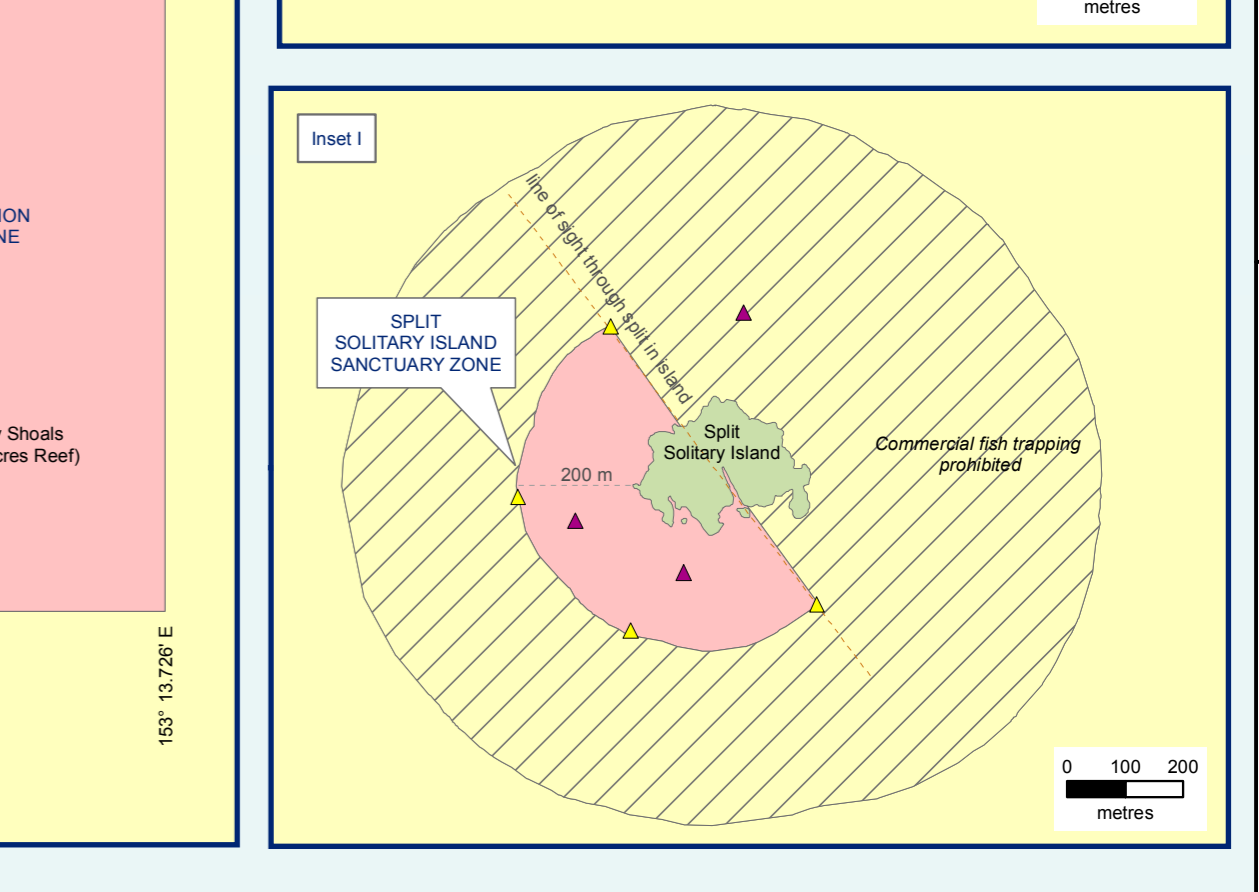 metres
ION
NE
Shoals
cres Reef)
153° 13.726' E
Inset I
line of sight through split in island
SPLIT
SOLITARY ISLAND
SANCTUARY ZONE
Split
Solitary Island
Commercial fish trapping
prohibited
200 m
0 100 200
metres